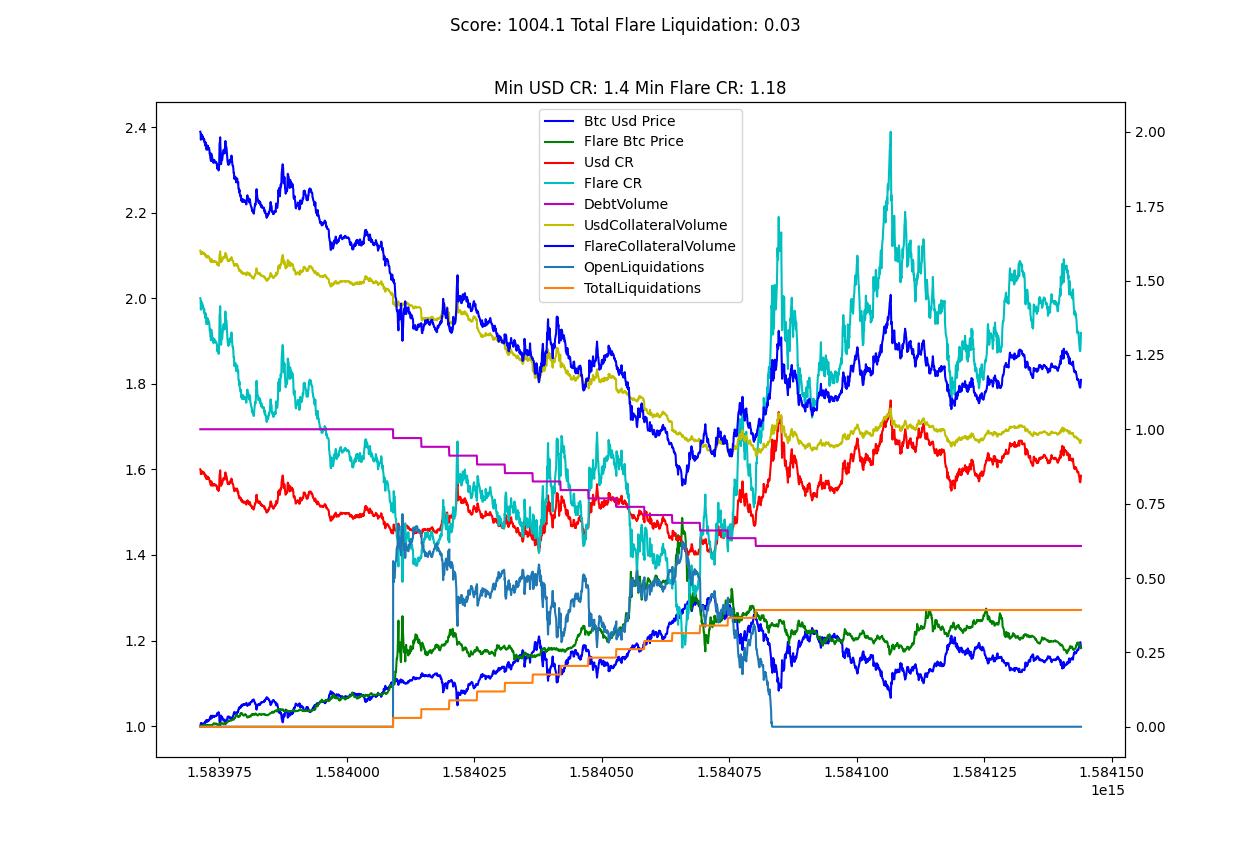 Score: 1004.1 Total Flare Liquidation: 0.03
Min USD CR: 1.4 Min Flare CR: 1.18
Btc Usd Price
Flare Btc Price
Usd CR
Flare CR
DebtVolume
UsdCollateralVolume
FlareCollateralVolume
OpenLiquidations
TotalLiquidations
2.4
2.2
2.0
1.8
1.6
1.4
1.2
1.0
2.00
1.75
1.50
1.25
1.00
0.75
0.50
0.25
0.00
1.583975 1.584000 1.584025 1.584050 1.584075 1.584100 1.584125 1.584150
1e15